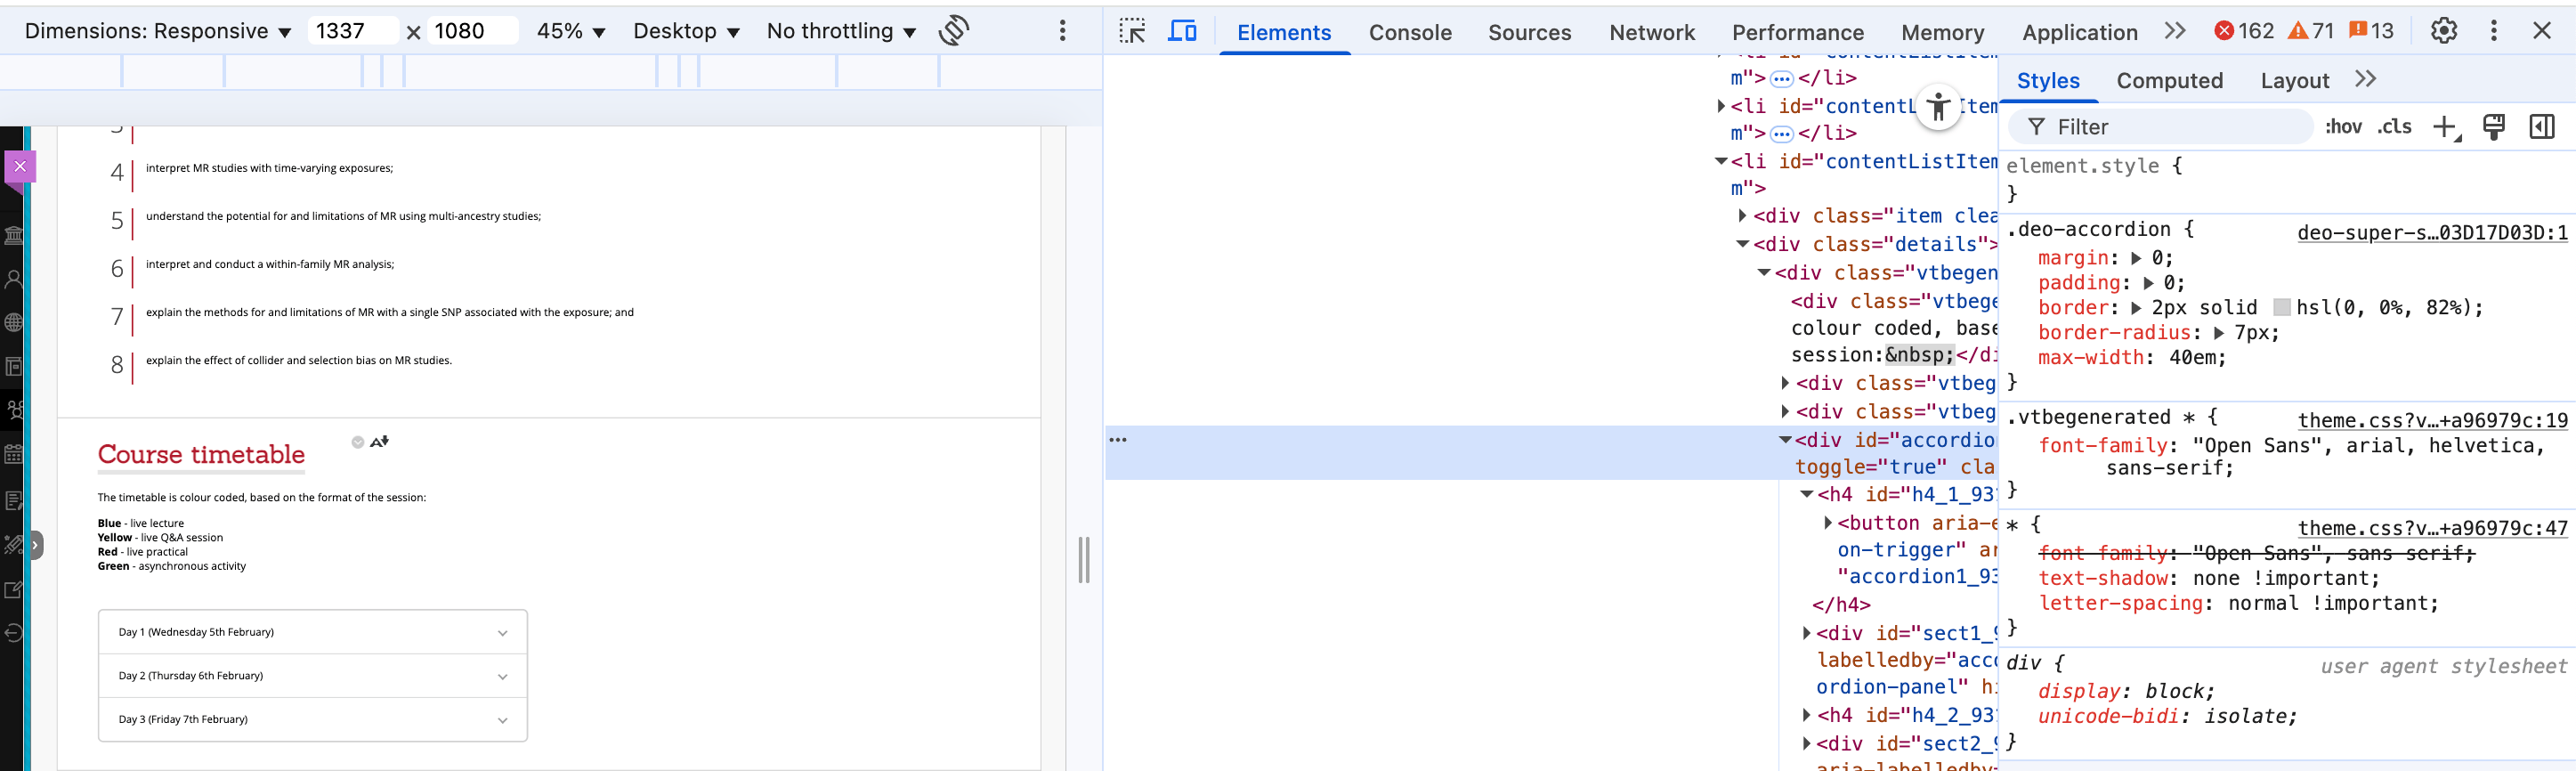 Dimensions: Responsive ▼ 1337 × 1080 45% ▼ Desktop ▼ No throttling ▼
4 interpret MR studies with time-varying exposures;
5 understand the potential for and limitations of MR using multi-ancestry studies;
6 interpret and conduct a within-family MR analysis;
7 explain the methods for and limitations of MR with a single SNP associated with the exposure; and
8 explain the effect of collider and selection bias on MR studies.
Course timetable
The timetable is colour coded, based on the format of the session:
Blue - live lecture
Yellow - live Q&A session
Red - live practical
Green - asynchronous activity
Day 1 (Wednesday 5th February)
Day 2 (Thursday 6th February)
Day 3 (Friday 7th February)
Elements Console Sources Network Performance Memory Application 162 71 13
m"> ••• </li>
<li id="contentL Item
m"> ••• </li>
<li id="contentListItem
m">
<div class="item clea
<div class="details">
<div class="vtbegen
<div class="vtbege
colour coded, base
session:&nbsp;</di
<div class="vtbeg
<div class="vtbeg
<div id="accordio
toggle="true" cla
<h4 id="h4_1_93
<button aria-e
on-trigger" ar
"accordion1_93
</h4>
<div id="sect1_9
labelledby="acc
ordion-panel" hi
<h4 id="h4_2_93
<div id="sect2_9
Styles Computed Layout
Filter :hov .cls
element.style {
}
.deo-accordion { deo-super-s…03D17D03D:1
margin: ▶ 0;
padding: ▶ 0;
border: ▶ 2px solid hsl(0, 0%, 82%);
border-radius: ▶ 7px;
max-width: 40em;
}
.vtbegenerated * { theme.css?v…+a96979c:19
font-family: "Open Sans", arial, helvetica,
sans-serif;
}
* { theme.css?v…+a96979c:47
font-family: "Open Sans", sans-serif;
text-shadow: none !important;
letter-spacing: normal !important;
}
div { user agent stylesheet
display: block;
unicode-bidi: isolate;
}